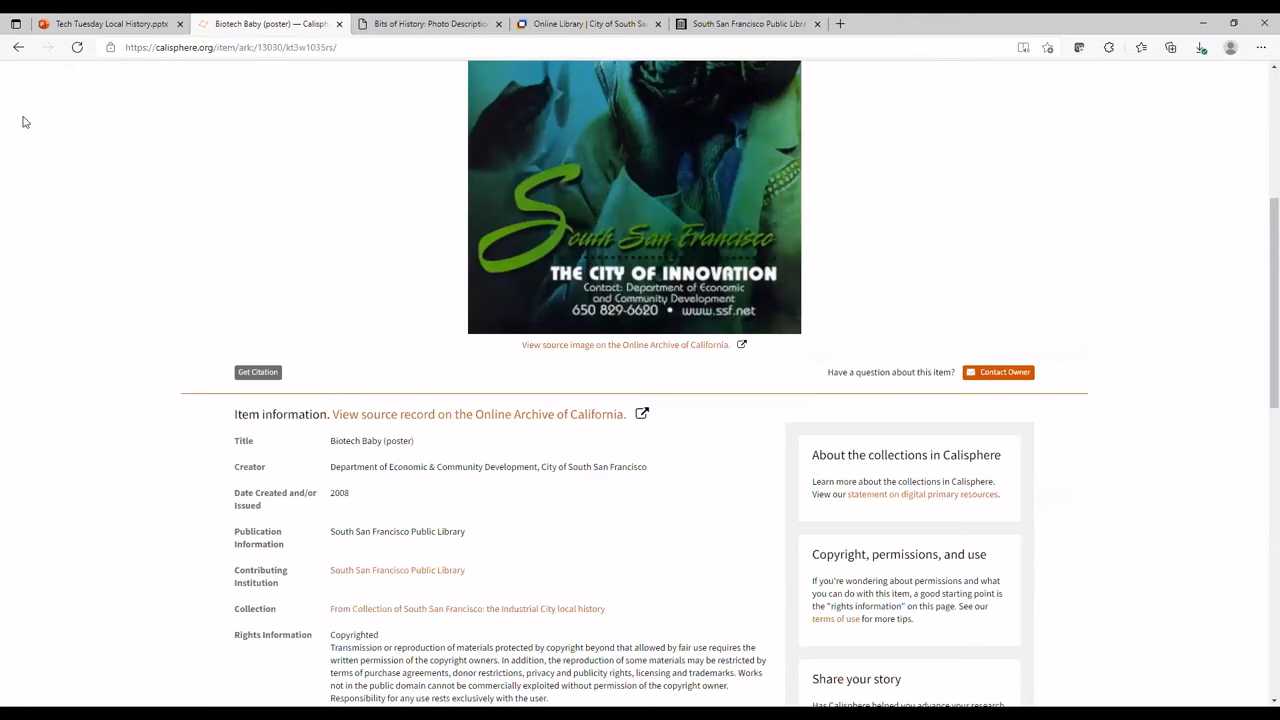 Tech Tuesday Local History.pptx
Biotech Baby (poster) — Calisph
Bits of History: Photo Description
Online Library | City of South Sa
South San Francisco Public Libr
https://calisphere.org/item/ark:/13030/kt3w1035rs/
South San Francisco
THE CITY OF INNOVATION
Contact: Department of Economic
and Community Development
650 829-6620 • www.ssf.net
View source image on the Online Archive of California.
Get Citation
Have a question about this item?
Contact Owner
Item information. View source record on the Online Archive of California.
Title
Biotech Baby (poster)
Creator
Department of Economic & Community Development, City of South San Francisco
Date Created and/or
Issued
2008
Publication
Information
South San Francisco Public Library
Contributing
Institution
South San Francisco Public Library
Collection
From Collection of South San Francisco: the Industrial City local history
Rights Information
Copyrighted
Transmission or reproduction of materials protected by copyright beyond that allowed by fair use requires the
written permission of the copyright owners. In addition, the reproduction of some materials may be restricted by
terms of purchase agreements, donor restrictions, privacy and publicity rights, licensing and trademarks. Works
not in the public domain cannot be commercially exploited without permission of the copyright owner.
Responsibility for any use rests exclusively with the user.
About the collections in Calisphere
Learn more about the collections in Calisphere.
View our statement on digital primary resources.
Copyright, permissions, and use
If you're wondering about permissions and what
you can do with this item, a good starting point is
the "rights information" on this page. See our
terms of use for more tips.
Share your story
Has Calisphere helped you advance your research,